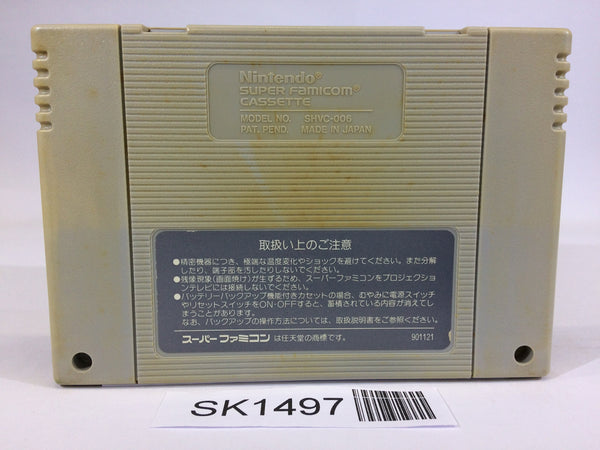 Nintendo®
SUPER FAMICOM®
CASSETTE
MODEL NO. SHVC-006
PAT. PEND. MADE IN JAPAN
取扱い上のご注意
●精密機器につき、極端な温度変化やショックを避けてください。また分解
したり、端子部を汚したりしないでください。
●残像現象(画面焼け)が生ずるため、スーパーファミコンをプロジェクショ
ンテレビには接続しないでください。
●バッテリーバックアップ機能付きカセットの場合、むやみに電源スイッチ
やリセットスイッチをON・OFFすると、蓄積されている内容が消えてし
まうことがあります。
なお、バックアップの操作方法については、取扱説明書をご参照ください。
スーパーファミコン は任天堂の商標です。 901121
SK1497